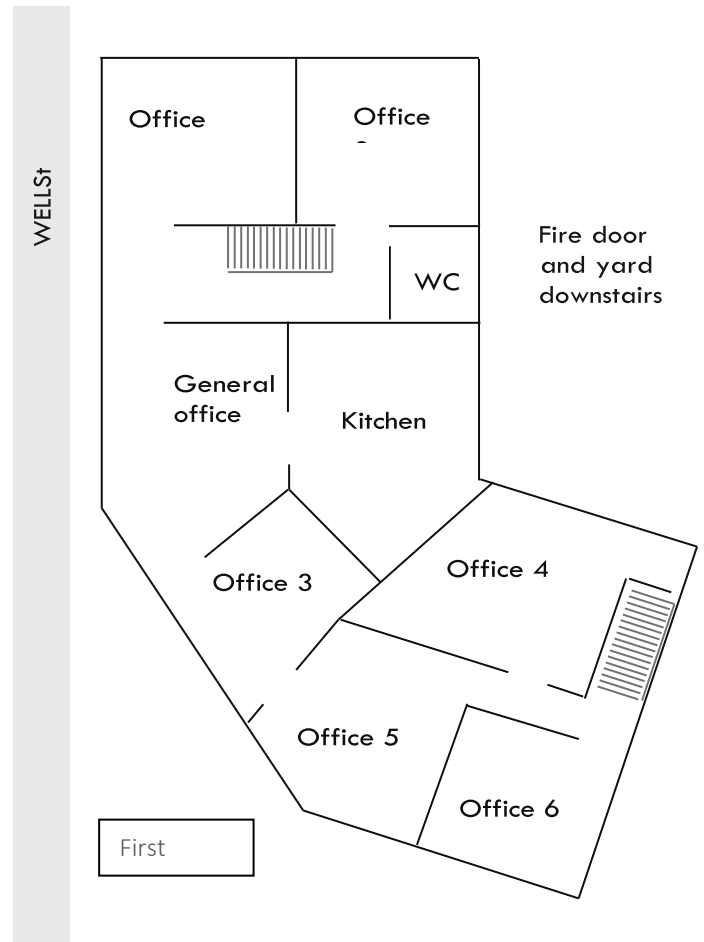 Office
Office
WELLSt
Fire door
and yard
downstairs
WC
General
office
Kitchen
Office 4
Office 3
Office 5
Office 6
First